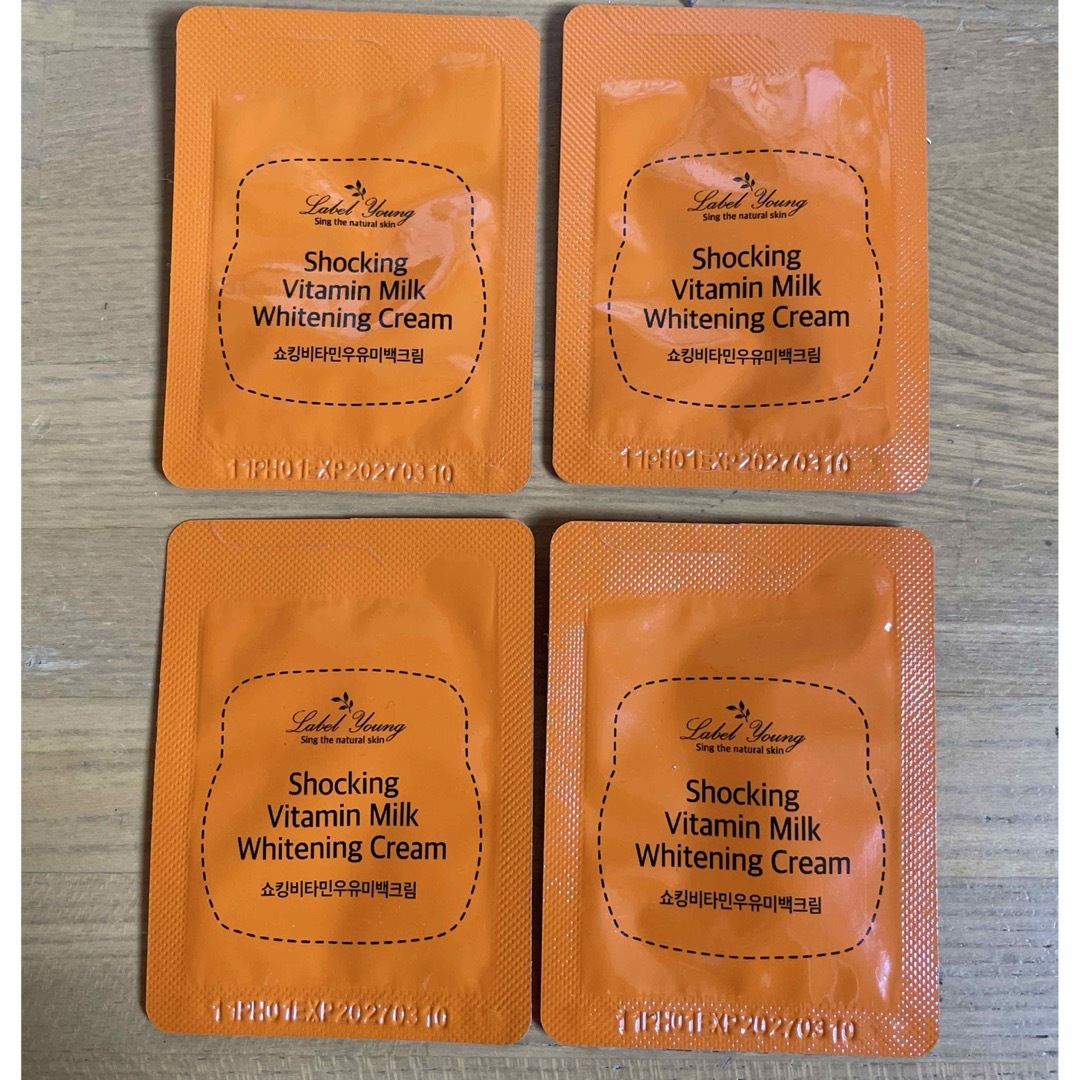 Label Young
Sing the natural skin
Shocking
Vitamin Milk
Whitening Cream
쇼킹비타민우유미백크림
11PH01EXP20270310
Label Young
Sing the natural skin
Shocking
Vitamin Milk
Whitening Cream
쇼킹비타민우유미백크림
11PH01EXP20270310
Label Young
Sing the natural skin
Shocking
Vitamin Milk
Whitening Cream
쇼킹비타민우유미백크림
11PH01EXP20270310
Label Young
Sing the natural skin
Shocking
Vitamin Milk
Whitening Cream
쇼킹비타민우유미백크림
11PH01EXP20270310